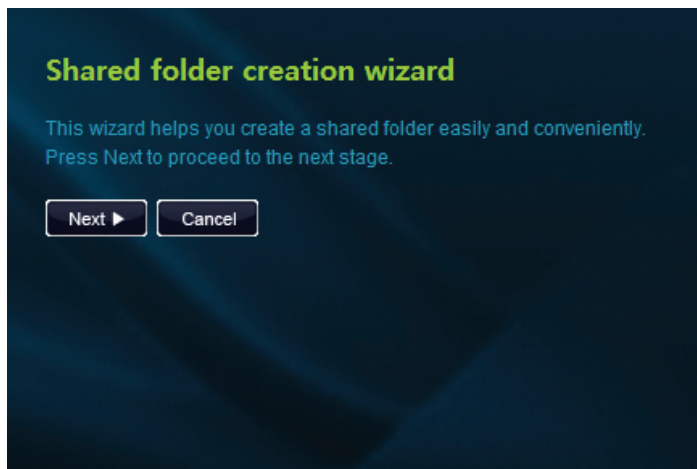 Shared folder creation wizard
This wizard helps you create a shared folder easily and conveniently.
Press Next to proceed to the next stage.
Next ▶ Cancel